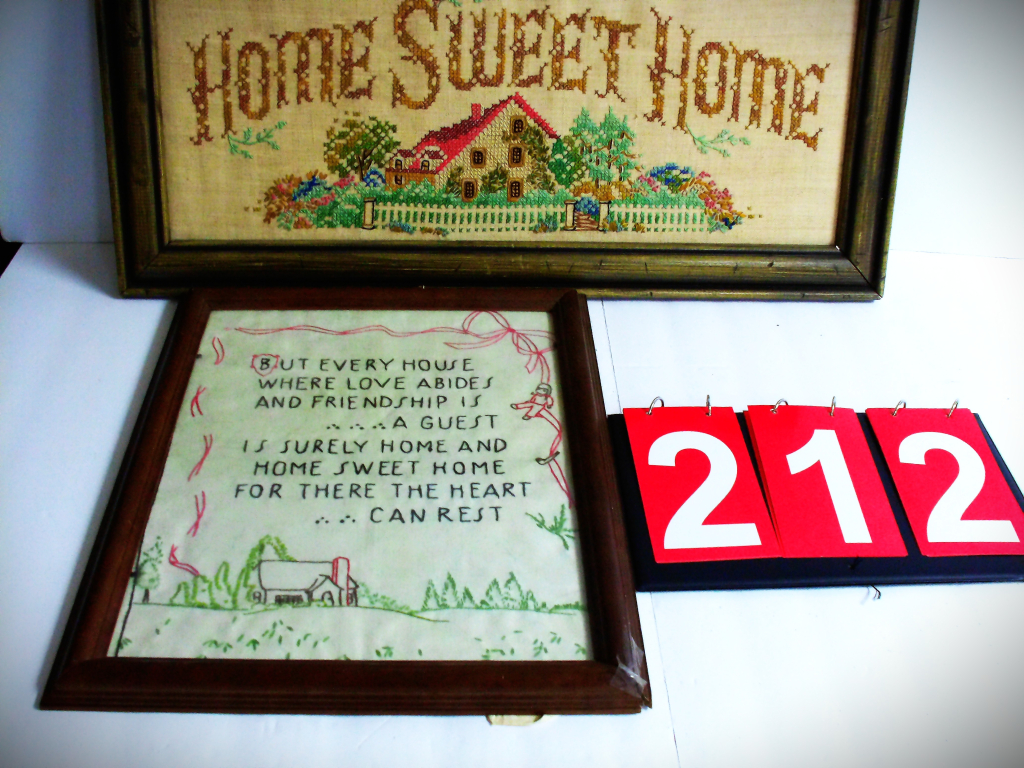 HOME SWEET HOME
BUT EVERY HOUSE
WHERE LOVE ABIDES
AND FRIENDSHIP IS
. . . . . . A GUEST
IS SURELY HOME AND
HOME SWEET HOME
FOR THERE THE HEART
. . . . . . CAN REST
212